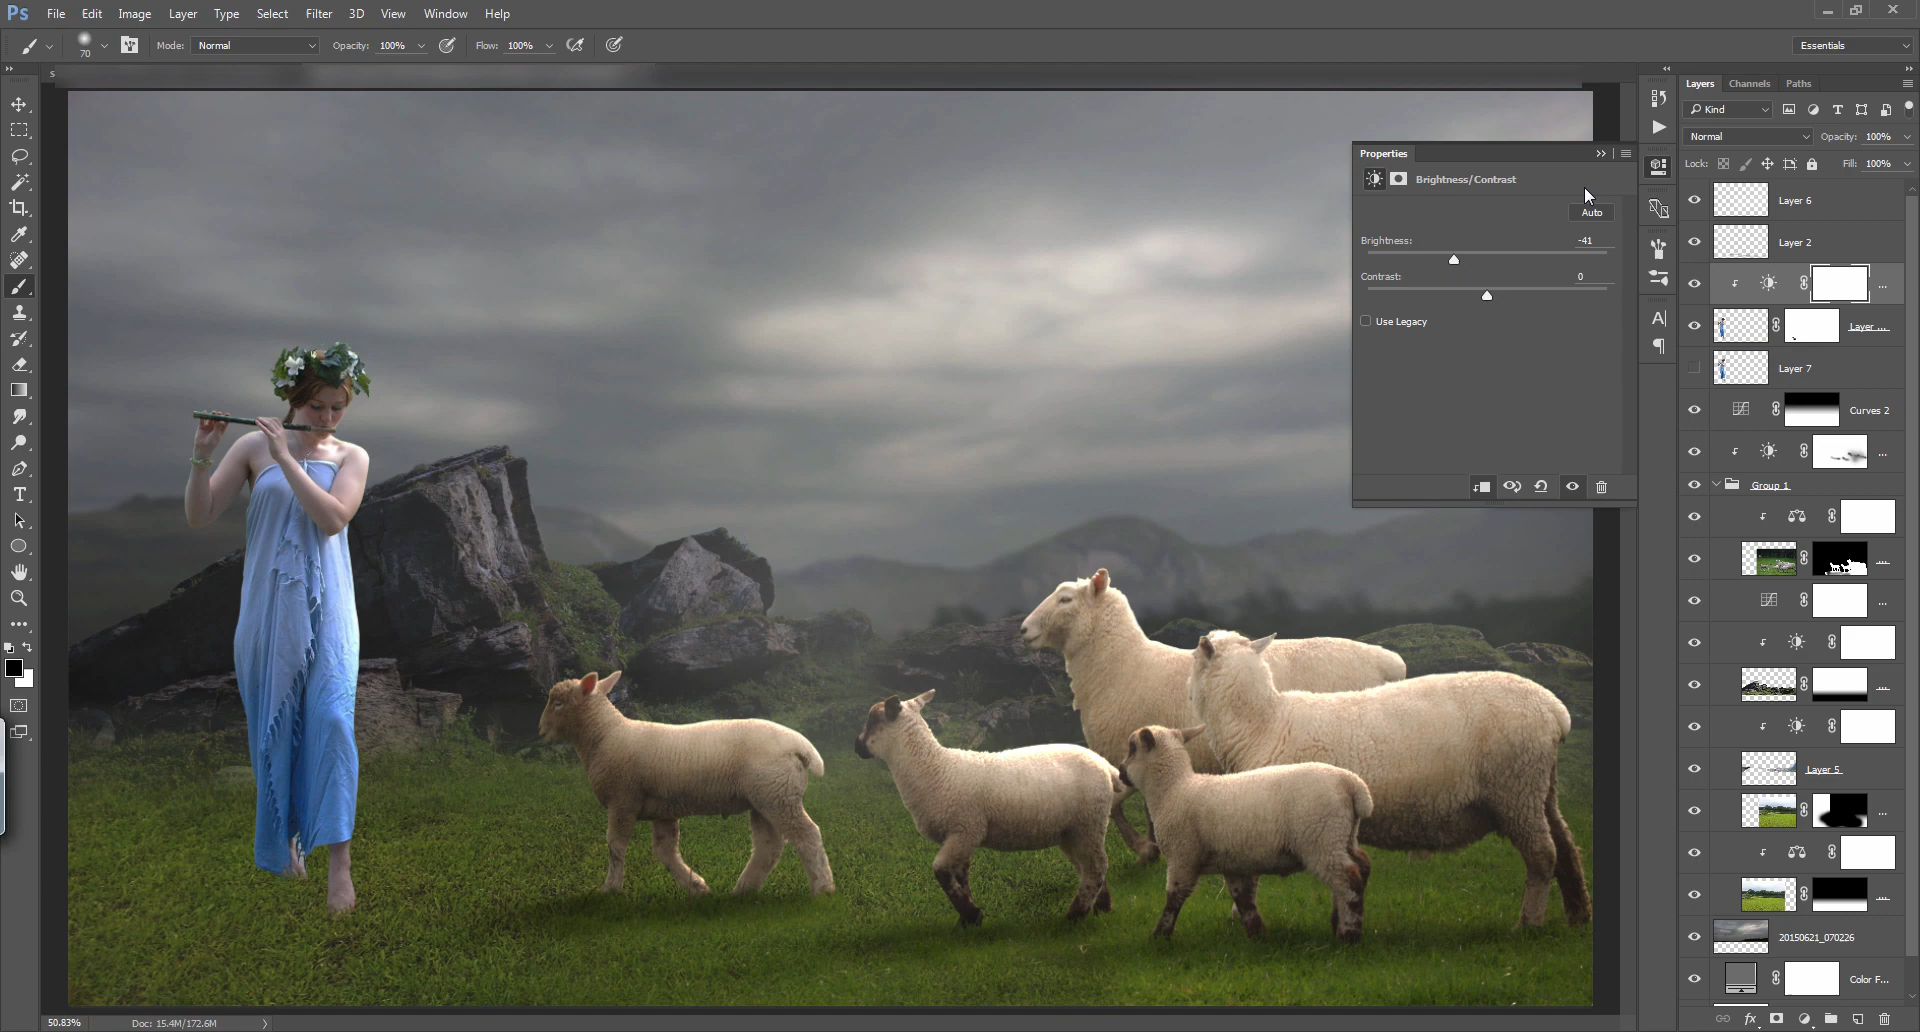 Ps File Edit Image Layer Type Select Filter 3D View Window Help
70 Mode: Normal Opacity: 100% Flow: 100% Essentials
s
Layers Channels Paths
Kind
Normal Opacity: 100%
Lock: Fill: 100%
Properties
Brightness/Contrast
Auto
Brightness: -41
Contrast: 0
Use Legacy
Layer 6
Layer 2
...
Layer ...
Layer 7
Curves 2
...
Group 1
...
...
...
Layer 5
...
...
20150621_070226
Color F...
50.83% Doc: 15.4M/172.6M